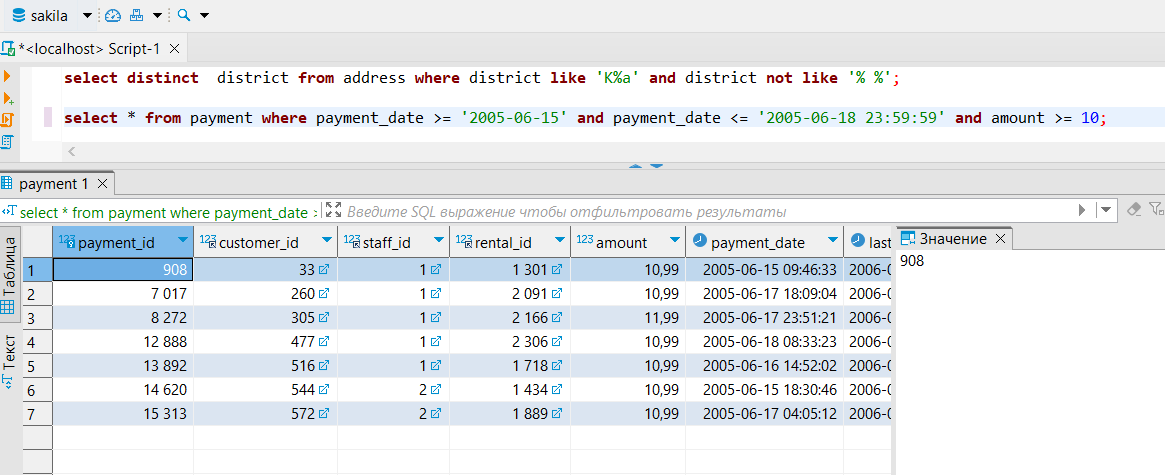 sakila
*<localhost> Script-1
select distinct  district from address where district like 'K%a' and district not like '% %';
select * from payment where payment_date >= '2005-06-15' and payment_date <= '2005-06-18 23:59:59' and amount >= 10;
payment 1
select * from payment where payment_date > Введите SQL выражение чтобы отфильтровать результаты
Таблица
Текст
123 payment_id 123 customer_id 123 staff_id 123 rental_id 123 amount payment_date last
1 908 33 1 1 301 10,99 2005-06-15 09:46:33 2006-0
2 7 017 260 1 2 091 10,99 2005-06-17 18:09:04 2006-0
3 8 272 305 1 2 166 11,99 2005-06-17 23:51:21 2006-0
4 12 888 477 1 2 306 10,99 2005-06-18 08:33:23 2006-0
5 13 892 516 1 1 718 10,99 2005-06-16 14:52:02 2006-0
6 14 620 544 2 1 434 10,99 2005-06-15 18:30:46 2006-0
7 15 313 572 2 1 889 10,99 2005-06-17 04:05:12 2006-0
Значение
908